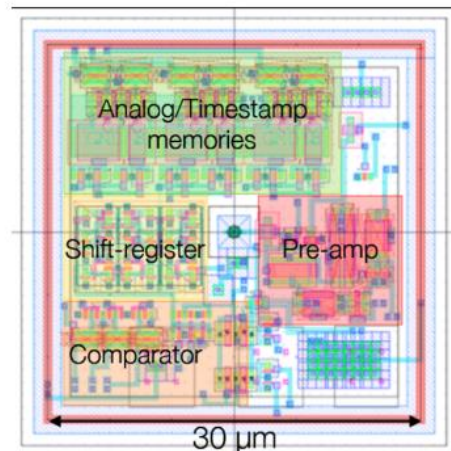 Analog/Timestamp
memories
Shift-register
Pre-amp
Comparator
30 µm